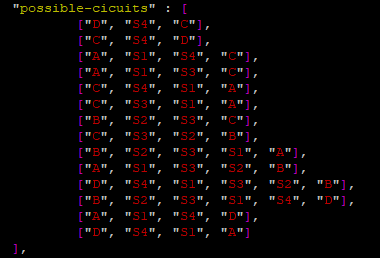 "possible-cicuits" : [
["D", "S4", "C"],
["C", "S4", "D"],
["A", "S1", "S4", "C"],
["A", "S1", "S3", "C"],
["C", "S4", "S1", "A"],
["C", "S3", "S1", "A"],
["B", "S2", "S3", "C"],
["C", "S3", "S2", "B"],
["B", "S2", "S3", "S1", "A"],
["A", "S1", "S3", "S2", "B"],
["D", "S4", "S1", "S3", "S2", "B"],
["B", "S2", "S3", "S1", "S4", "D"],
["A", "S1", "S4", "D"],
["D", "S4", "S1", "A"]
],